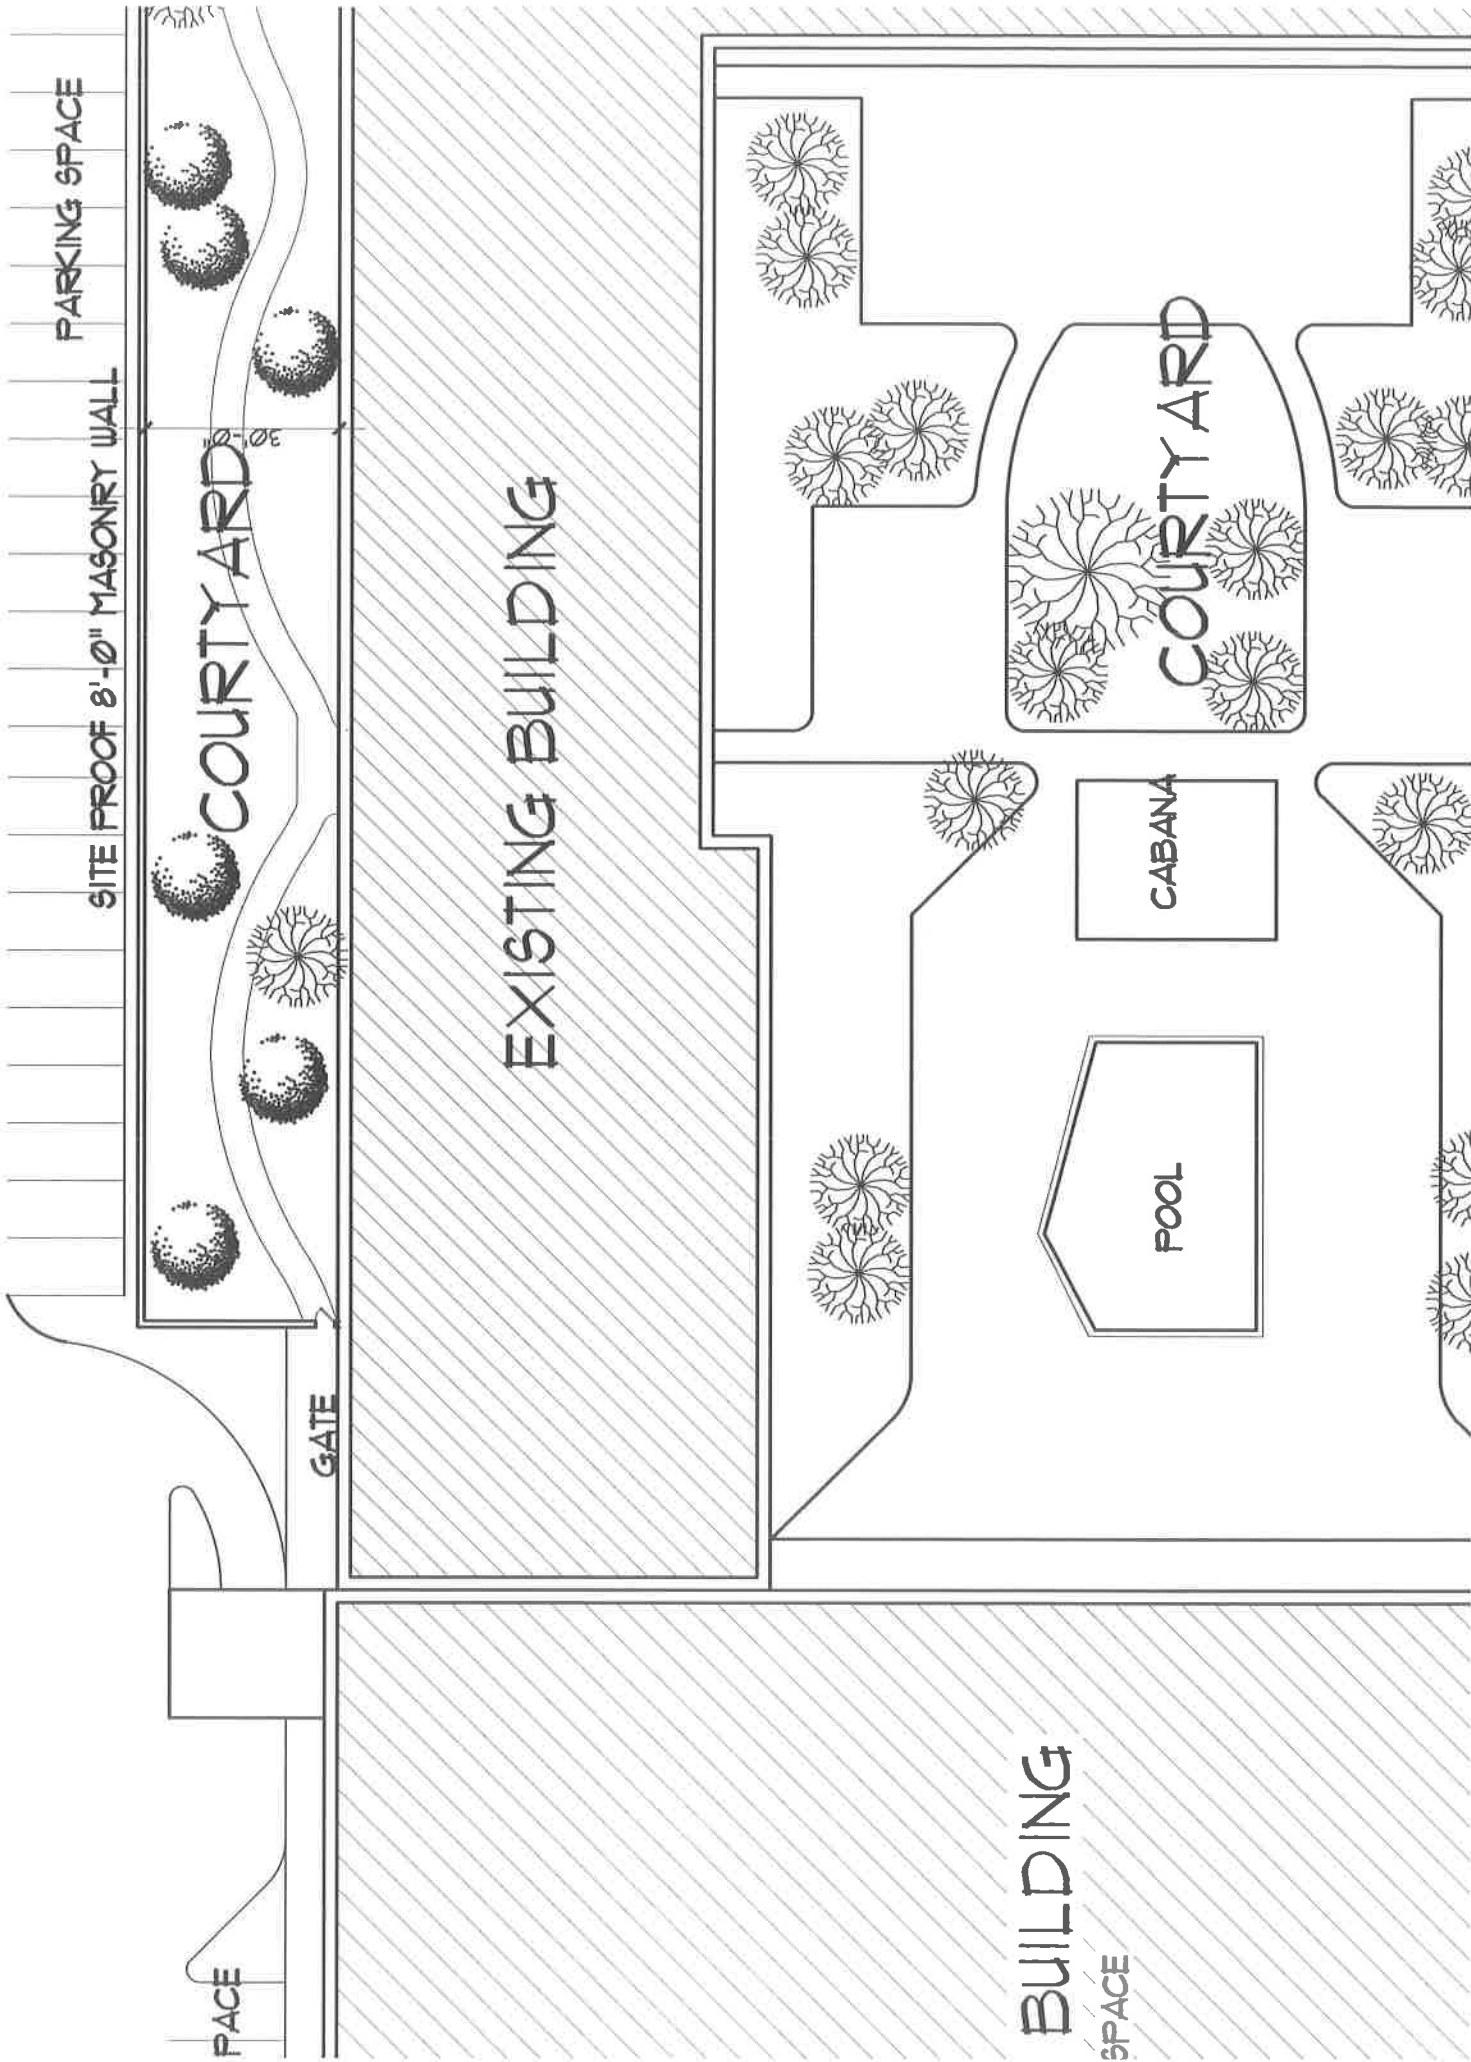 PARKING SPACE
SITE PROOF 8'-0" MASONRY WALL
COURTYARD
30'-0"
EXISTING BUILDING
COURTYARD
CABANA
POOL
GATE
PACE
BUILDING
SPACE